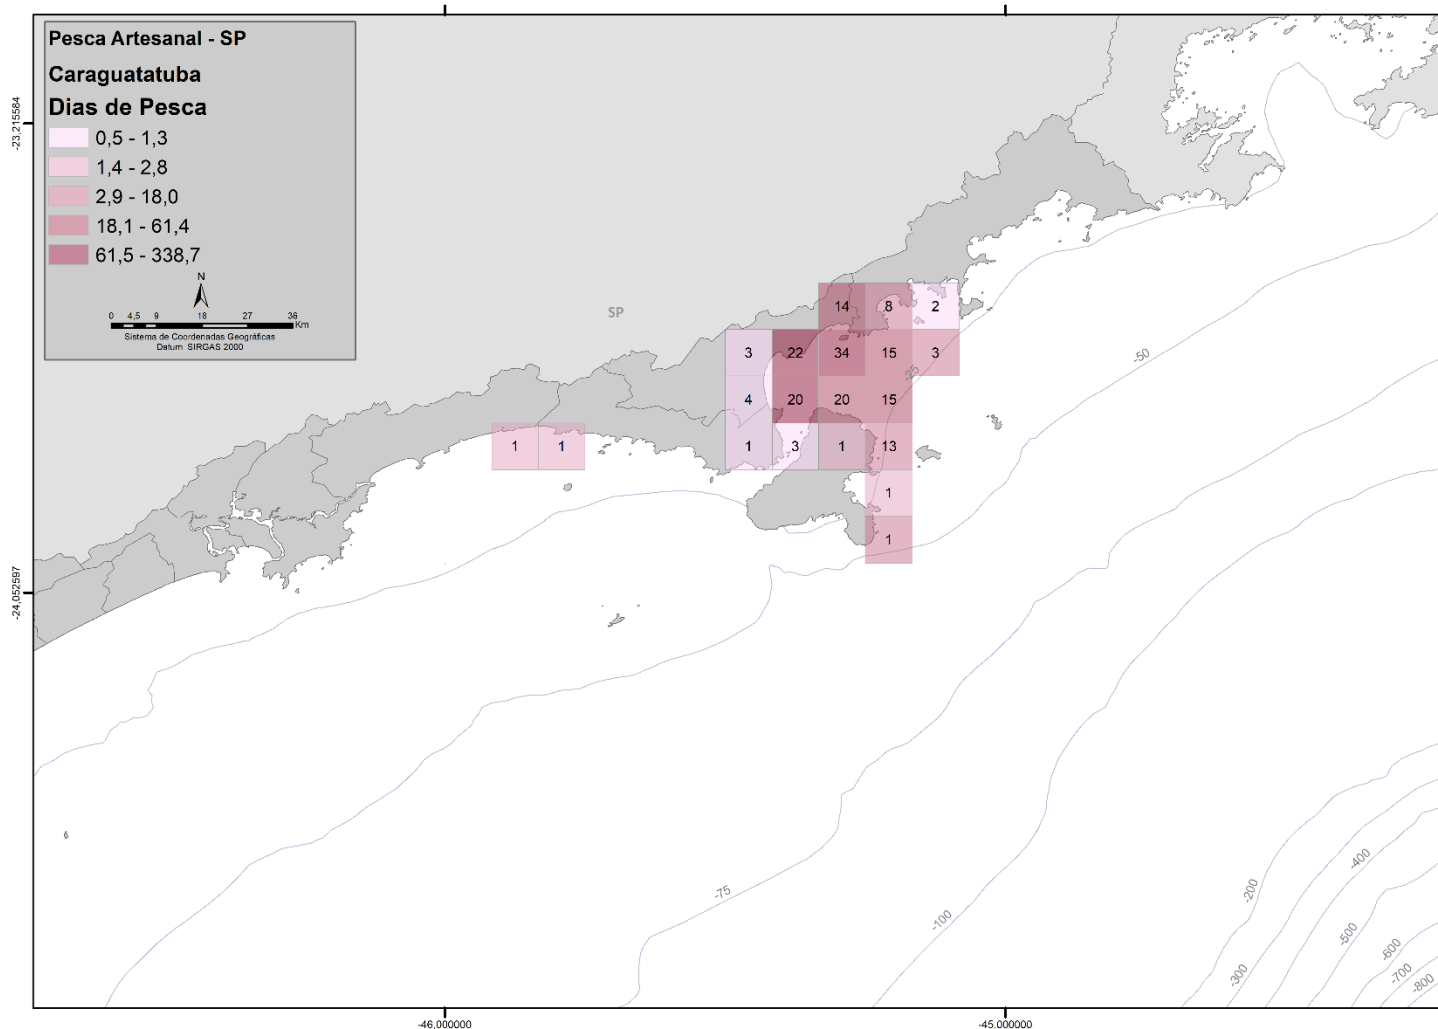 Pesca Artesanal - SP
Caraguatatuba
Dias de Pesca
0,5 - 1,3
1,4 - 2,8
2,9 - 18,0
18,1 - 61,4
61,5 - 338,7
N
0 4,5 9 18 27 36
Km
Sistema de Coordenadas Geográficas
Datum SIRGAS 2000
-23,215584
-24,052597
SP
14 8 2
3 22 34 15 3
-25
-50
4 20 20 15
1 1 1 3 1 13
1
1
-75
-100
-200
-300
-400
-500
-600
-700
-800
-46,000000
-45,000000